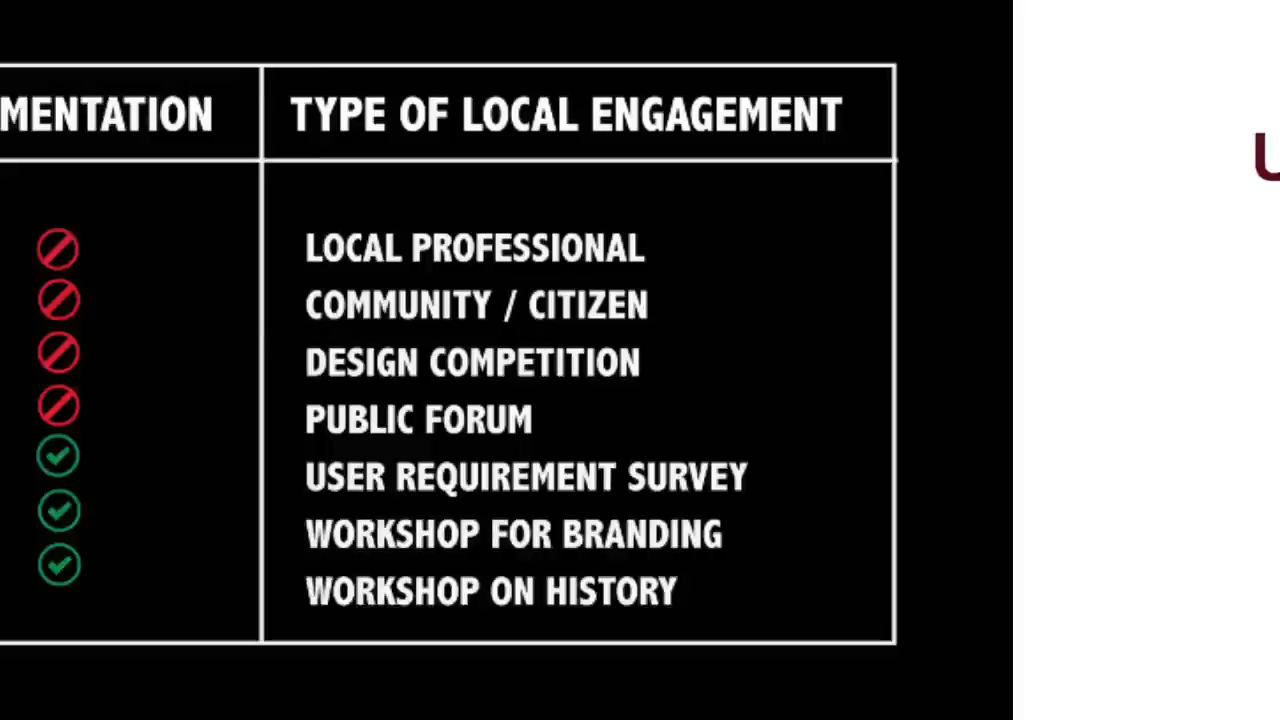 MENTATION
TYPE OF LOCAL ENGAGEMENT
LOCAL PROFESSIONAL
COMMUNITY / CITIZEN
DESIGN COMPETITION
PUBLIC FORUM
USER REQUIREMENT SURVEY
WORKSHOP FOR BRANDING
WORKSHOP ON HISTORY